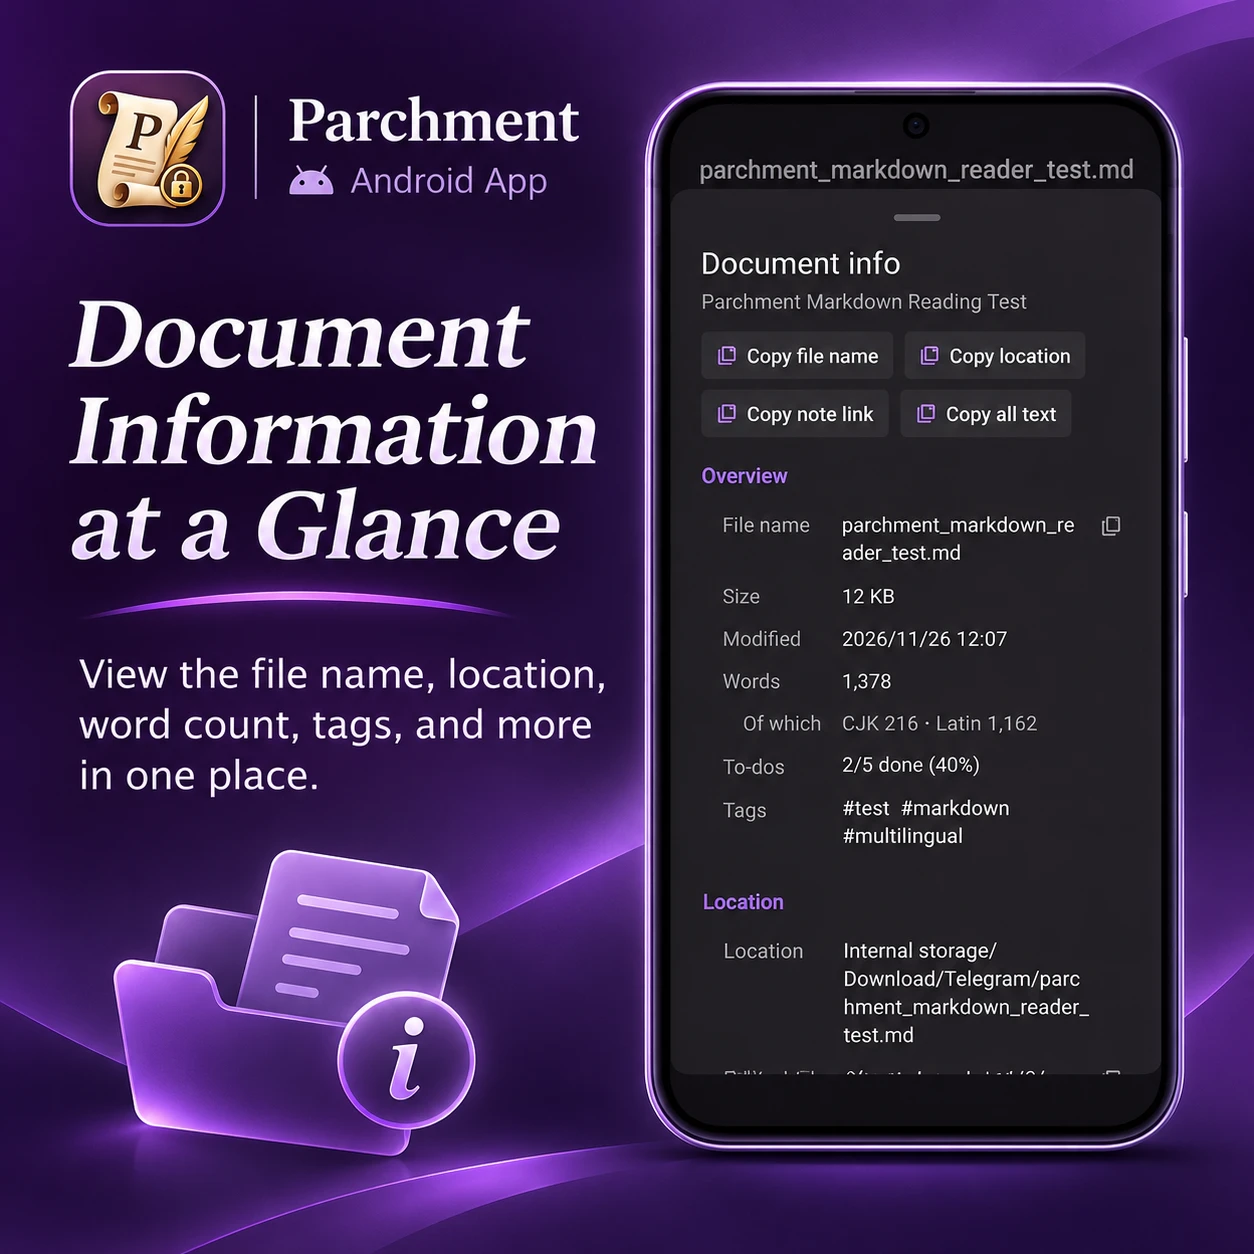 P
Parchment
Android App
Document
Information
at a Glance
View the file name, location,
word count, tags, and more
in one place.
i
parchment_markdown_reader_test.md
Document info
Parchment Markdown Reading Test
Copy file name
Copy location
Copy note link
Copy all text
Overview
File name parchment_markdown_re
ader_test.md
Size 12 KB
Modified 2026/11/26 12:07
Words 1,378
Of which CJK 216 · Latin 1,162
To-dos 2/5 done (40%)
Tags #test #markdown
#multilingual
Location
Location Internal storage/
Download/Telegram/parc
hment_markdown_reader_
test.md